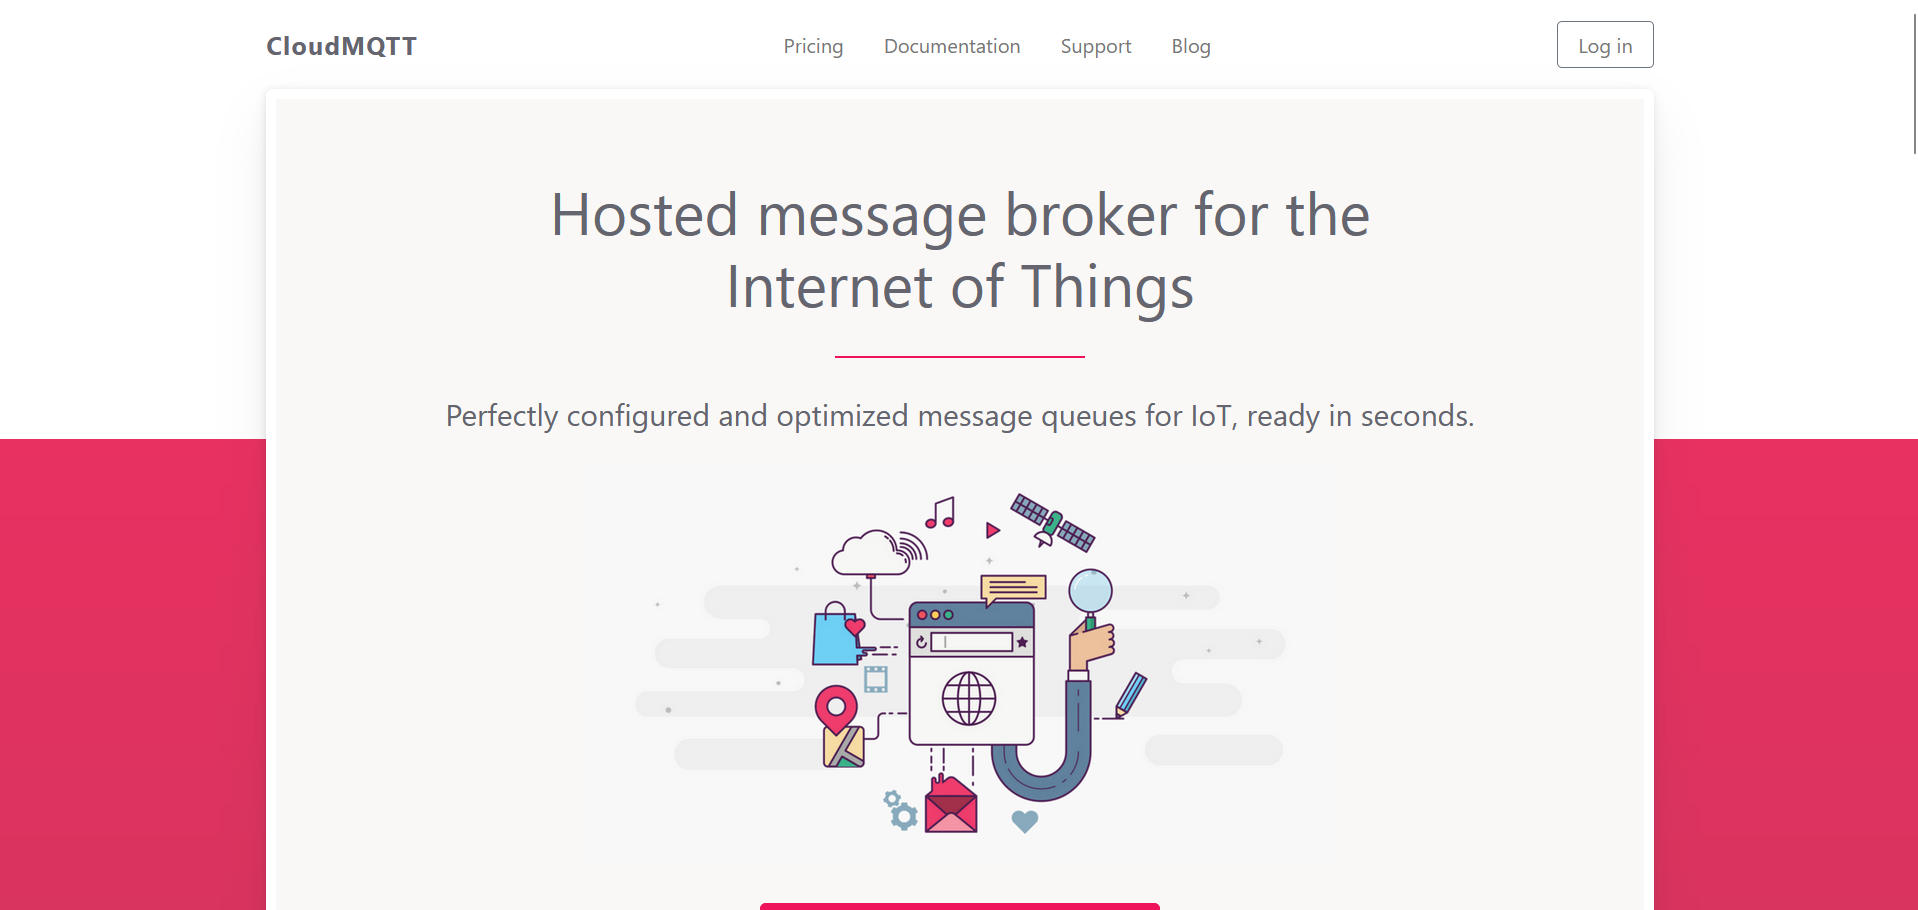 CloudMQTT
Pricing Documentation Support Blog
Log in
Hosted message broker for the
Internet of Things
Perfectly configured and optimized message queues for IoT, ready in seconds.